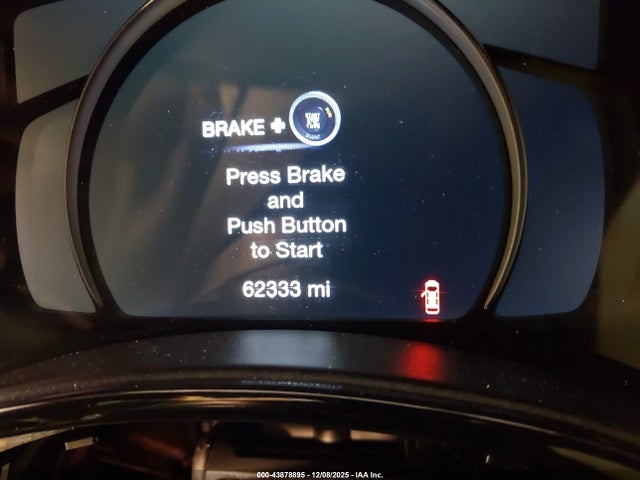 BRAKE +
Press Brake
and
Push Button
to Start
62333 mi
000-43878895 - 12/08/2025 - IAA Inc.